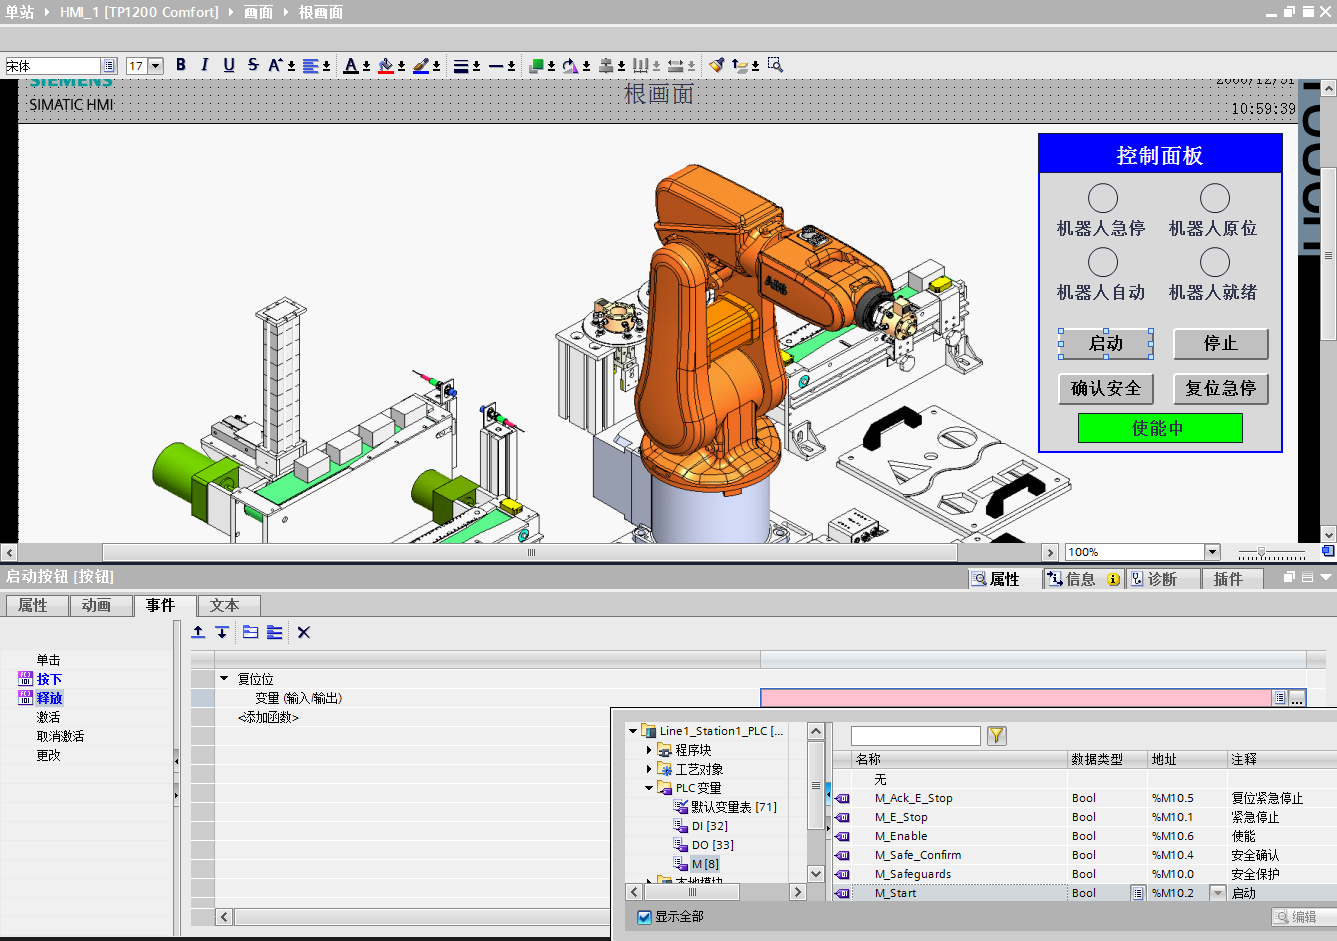 单站 ▸ HMI_1 [TP1200 Comfort] ▸ 画面 ▸ 根画面
宋体 17 B I U S A A
SIEMENS
SIMATIC HMI
根画面
2000/12/31
10:59:39
控制面板
机器人急停 机器人原位
机器人自动 机器人就绪
启动 停止
确认安全 复位急停
使能中
100%
启动按钮 [按钮]
属性 信息 诊断 插件
属性 动画 事件 文本
单击
按下
释放
激活
取消激活
更改
复位位
变量 (输入/输出)
<添加函数>
Line1_Station1_PLC [...
程序块
工艺对象
PLC 变量
默认变量表 [71]
DI [32]
DO [33]
M [8]
本地模块
显示全部
名称 数据类型 地址 注释
无
M_Ack_E_Stop Bool %M10.5 复位紧急停止
M_E_Stop Bool %M10.1 紧急停止
M_Enable Bool %M10.6 使能
M_Safe_Confirm Bool %M10.4 安全确认
M_Safeguards Bool %M10.0 安全保护
M_Start Bool %M10.2 启动
编辑